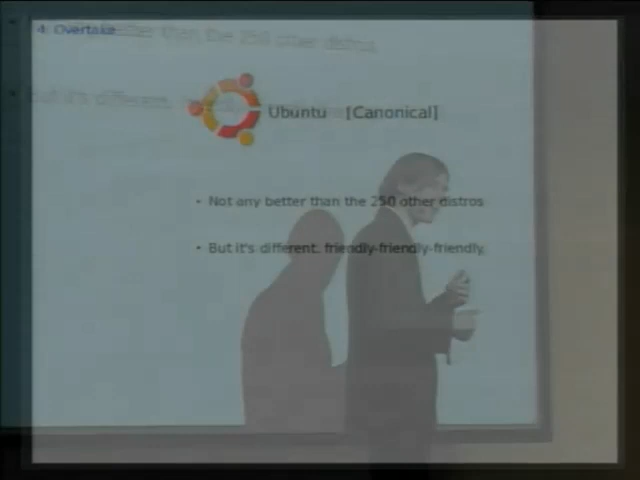 4: Overtake
Ubuntu [Canonical]
• Not any better than the 250 other distros
• But it's different. friendly-friendly-friendly.